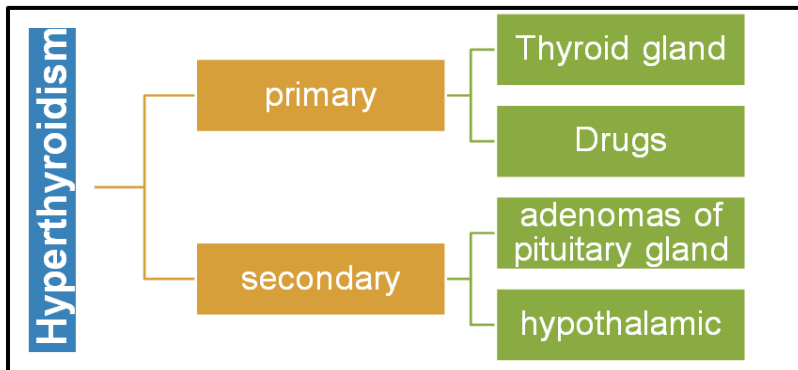 Hyperthyroidism
primary
Thyroid gland
Drugs
secondary
adenomas of
pituitary gland
hypothalamic